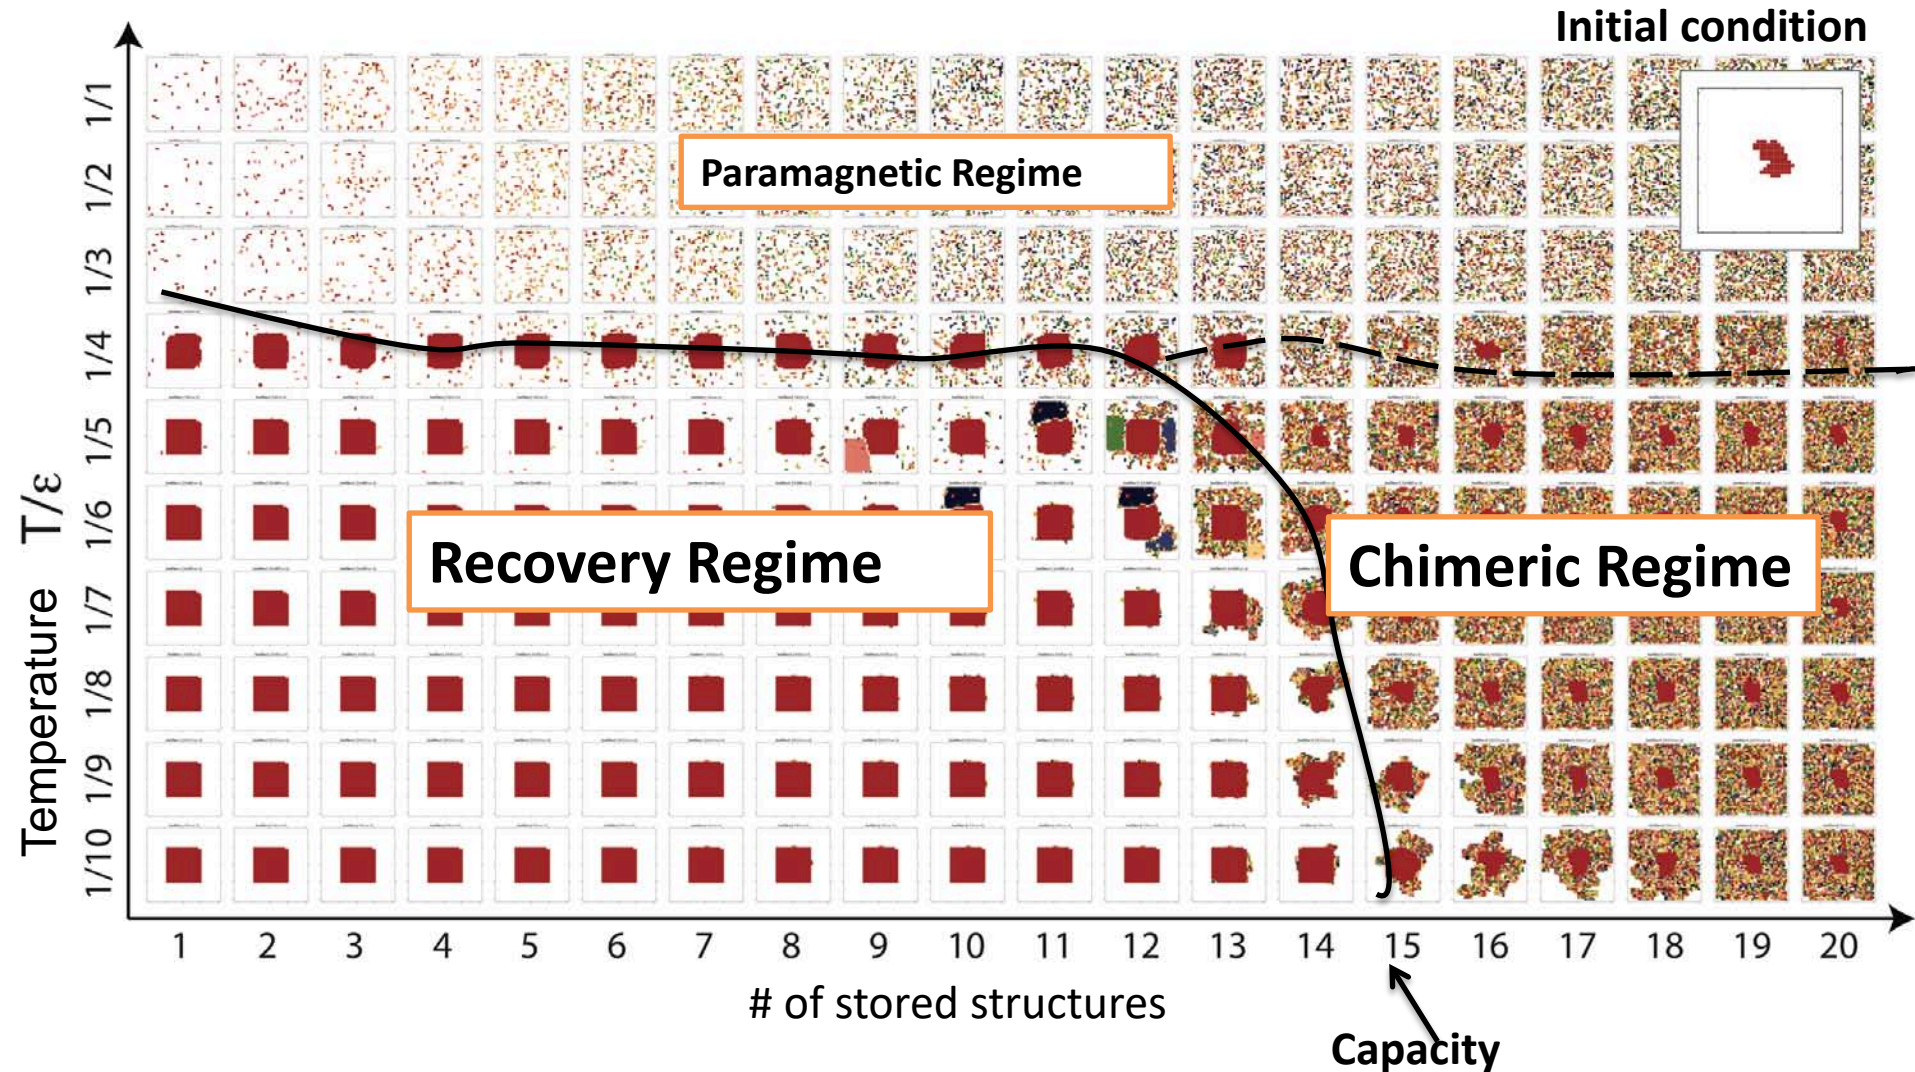 Initial condition
1/1
1/2
Paramagnetic Regime
1/3
1/4
1/5
1/6
Recovery Regime
Chimeric Regime
1/7
1/8
1/9
1/10
Temperature T/ε
1 2 3 4 5 6 7 8 9 10 11 12 13 14 15 16 17 18 19 20
# of stored structures
Capacity